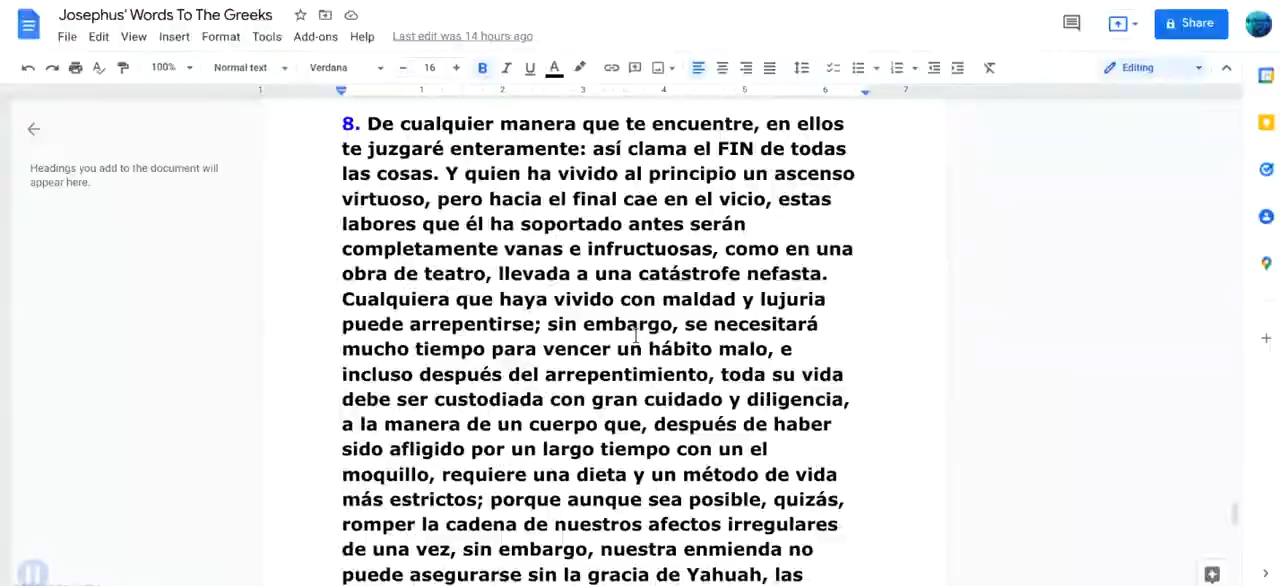 Josephus' Words To The Greeks
File Edit View Insert Format Tools Add-ons Help Last edit was 14 hours ago
Share
100% Normal text Verdana − 16 + B I U A Editing
1 1 2 3 4 5 6 7
Headings you add to the document will
appear here.
8. De cualquier manera que te encuentre, en ellos
te juzgaré enteramente: así clama el FIN de todas
las cosas. Y quien ha vivido al principio un ascenso
virtuoso, pero hacia el final cae en el vicio, estas
labores que él ha soportado antes serán
completamente vanas e infructuosas, como en una
obra de teatro, llevada a una catástrofe nefasta.
Cualquiera que haya vivido con maldad y lujuria
puede arrepentirse; sin embargo, se necesitará
mucho tiempo para vencer un hábito malo, e
incluso después del arrepentimiento, toda su vida
debe ser custodiada con gran cuidado y diligencia,
a la manera de un cuerpo que, después de haber
sido afligido por un largo tiempo con un el
moquillo, requiere una dieta y un método de vida
más estrictos; porque aunque sea posible, quizás,
romper la cadena de nuestros afectos irregulares
de una vez, sin embargo, nuestra enmienda no
puede asegurarse sin la gracia de Yahuah, las